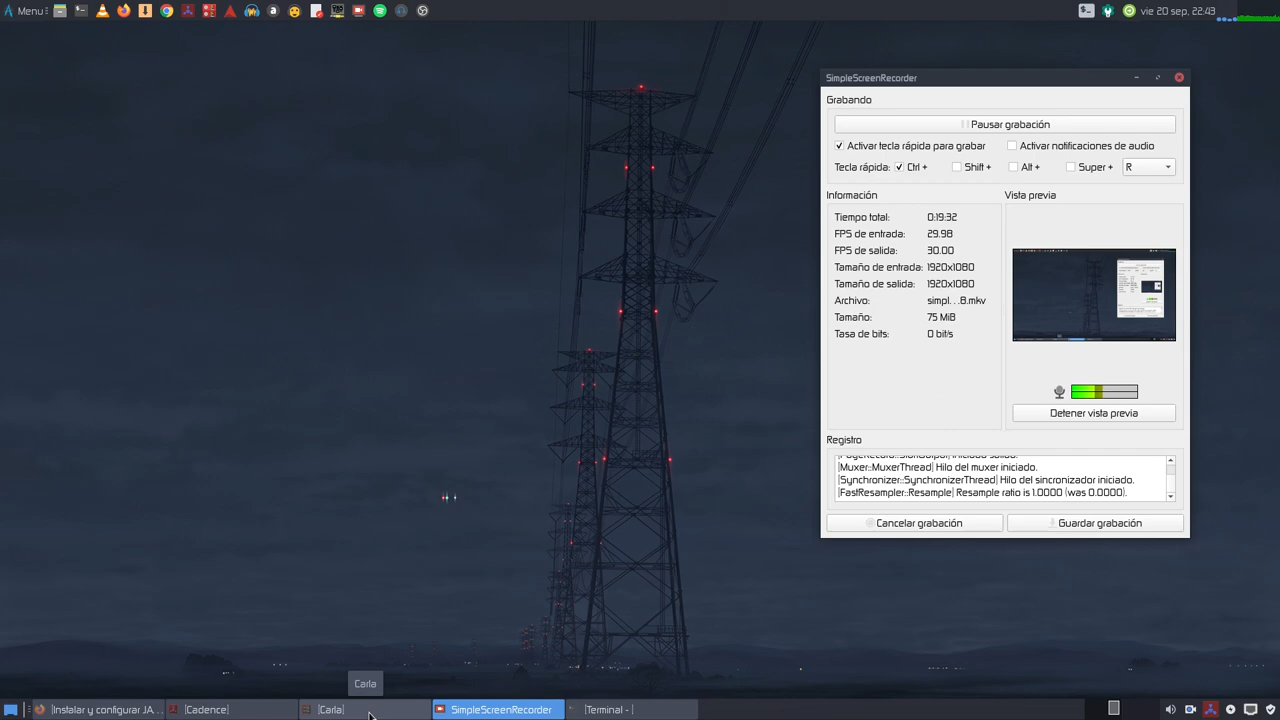 Menu
vie 20 sep, 22:43
SimpleScreenRecorder
Grabando
Pausar grabación
Activar tecla rápida para grabar
Activar notificaciones de audio
Tecla rápida: Ctrl + Shift + Alt + Super + R
Información
Vista previa
Tiempo total: 0:19:32
FPS de entrada: 29.98
FPS de salida: 30.00
Tamaño de entrada: 1920x1080
Tamaño de salida: 1920x1080
Archivo: simpl...8.mkv
Tamaño: 75 MiB
Tasa de bits: 0 bit/s
Detener vista previa
Registro
[Muxer::MuxerThread] Hilo del muxer iniciado.
[Synchronizer::SynchronizerThread] Hilo del sincronizador iniciado.
[FastResampler::Resample] Resample ratio is 1.0000 (was 0.0000).
Cancelar grabación
Guardar grabación
Carla
[Instalar y configurar JA...
[Cadence]
[Carla]
SimpleScreenRecorder
[Terminal - ]